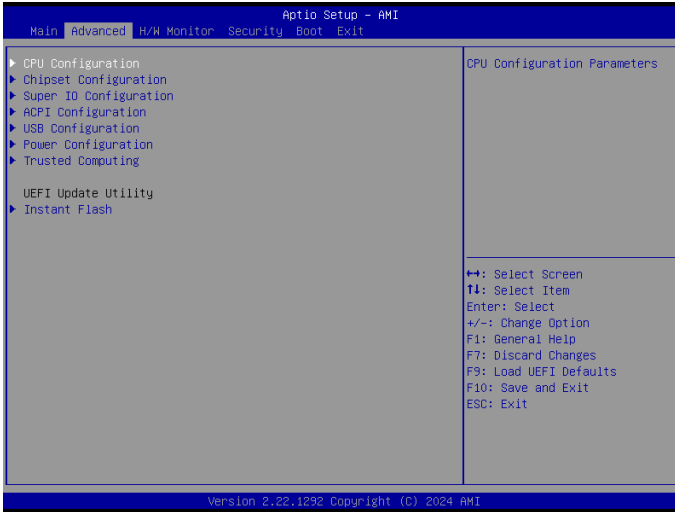 Aptio Setup – AMI
Main Advanced H/W Monitor Security Boot Exit
▶ CPU Configuration
▶ Chipset Configuration
▶ Super IO Configuration
▶ ACPI Configuration
▶ USB Configuration
▶ Power Configuration
▶ Trusted Computing
UEFI Update Utility
▶ Instant Flash
CPU Configuration Parameters
↔: Select Screen
↑↓: Select Item
Enter: Select
+/-: Change Option
F1: General Help
F7: Discard Changes
F9: Load UEFI Defaults
F10: Save and Exit
ESC: Exit
Version 2.22.1292 Copyright (C) 2024 AMI